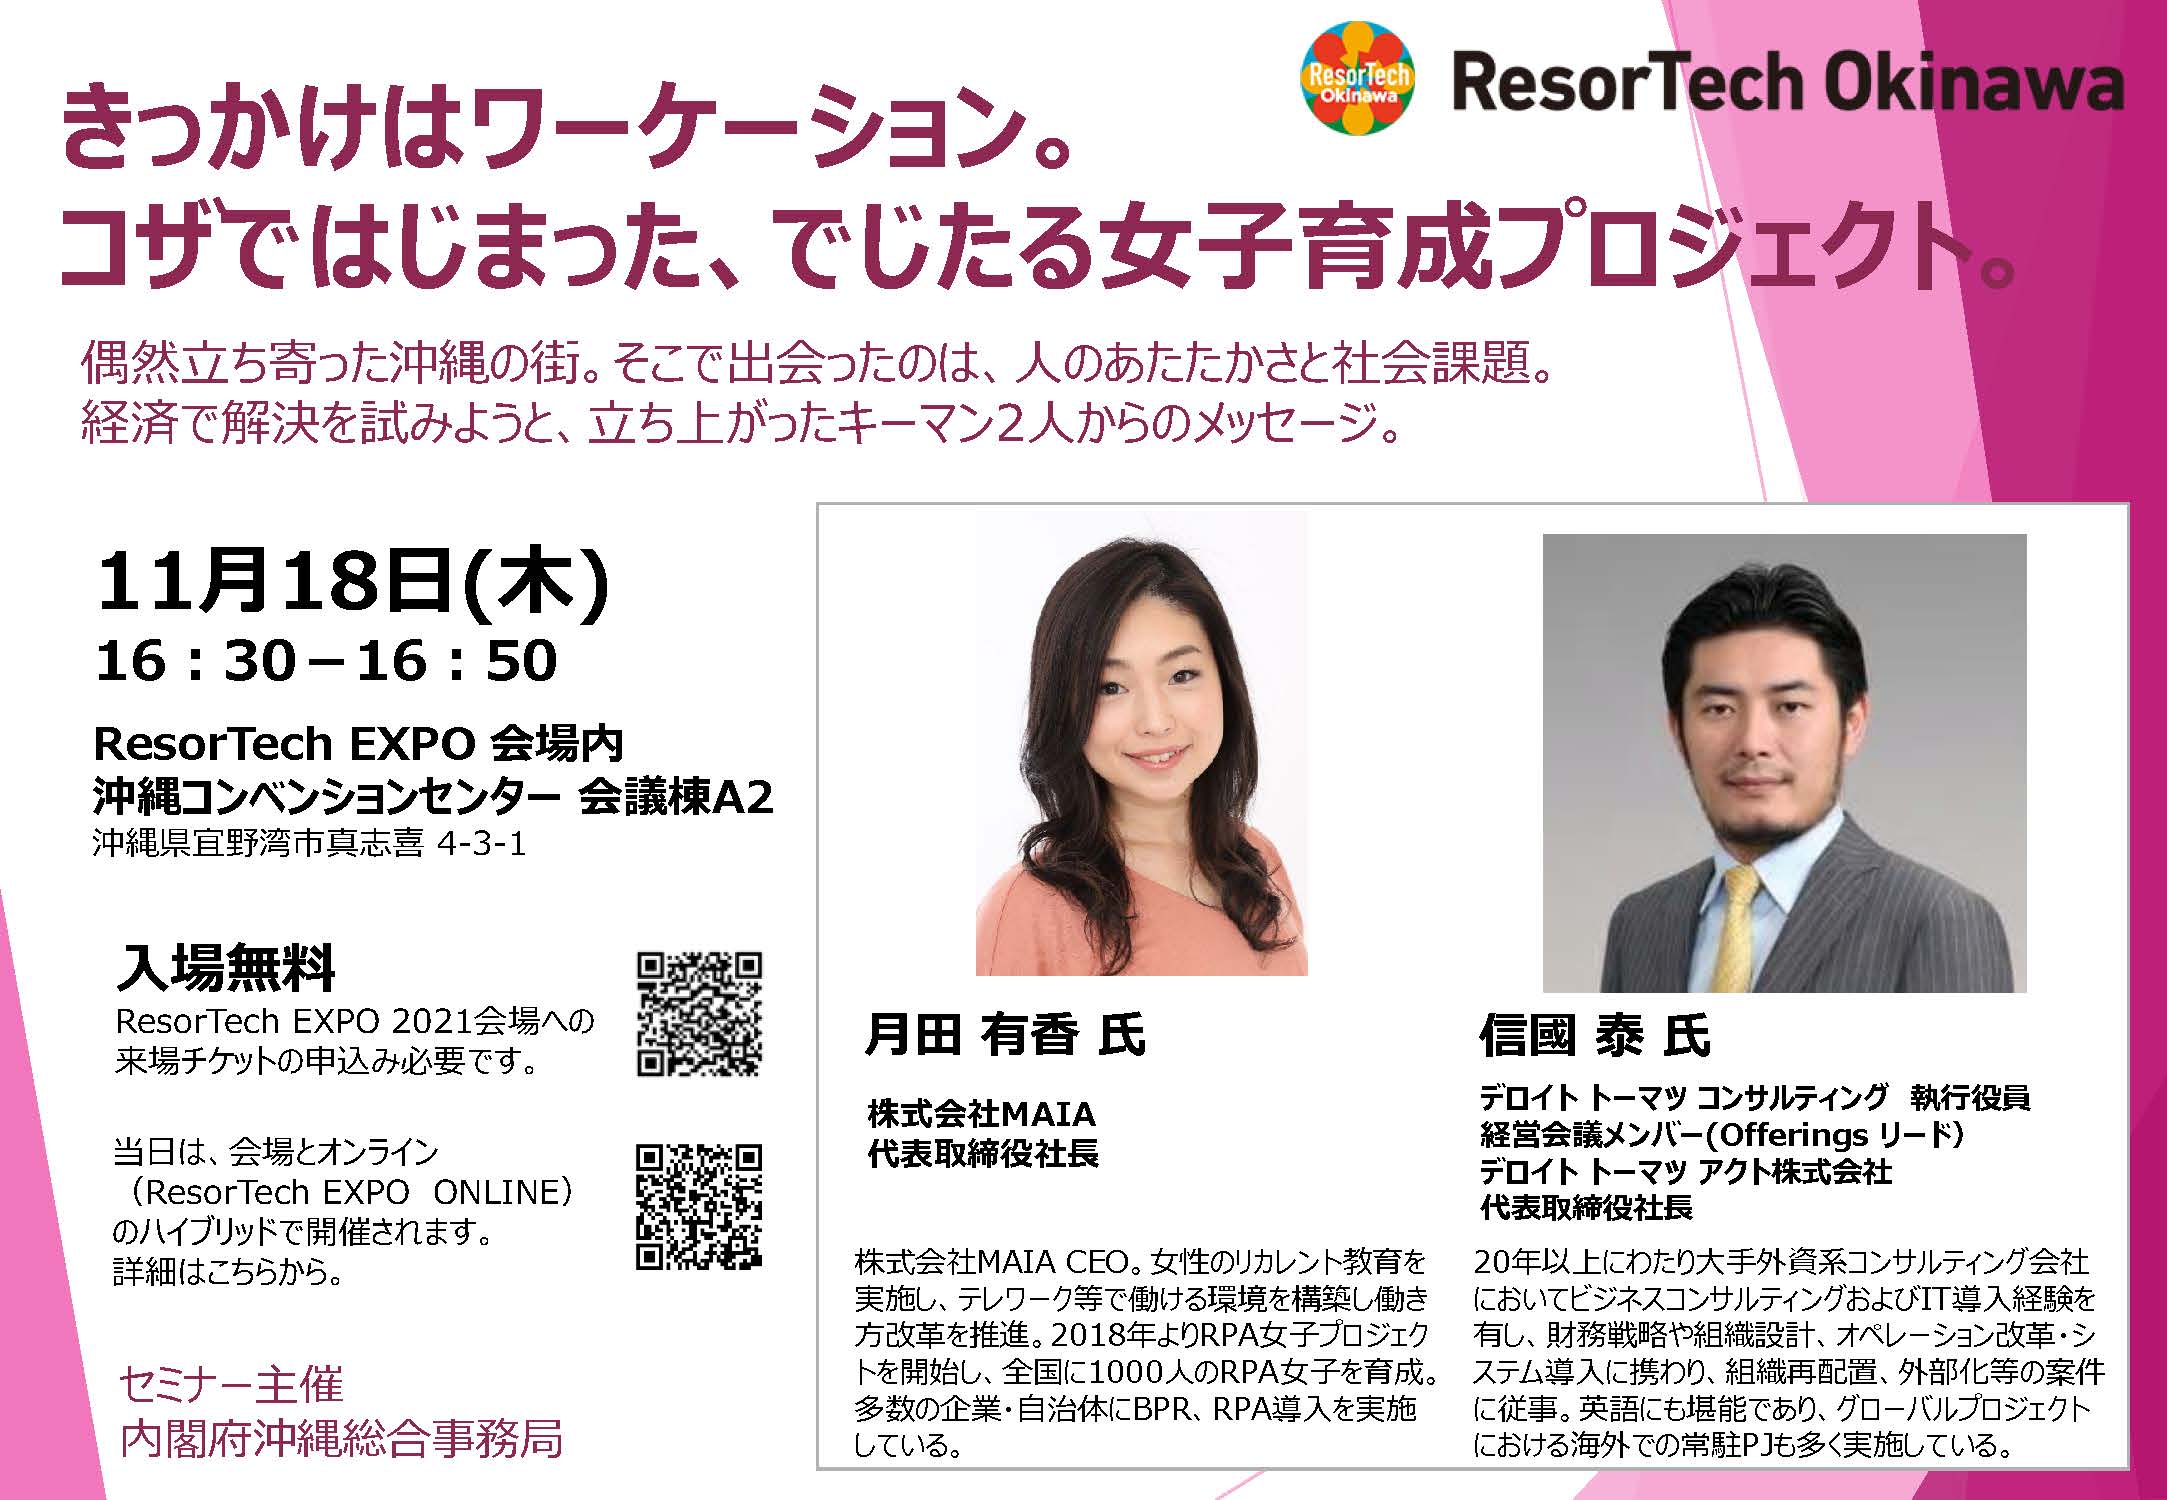 ResorTech Okinawa
ResorTech Okinawa
きっかけはワーケーション。
コザではじまった、でじたる女子育成プロジェクト。
偶然立ち寄った沖縄の街。そこで出会ったのは、人のあたたかさと社会課題。
経済で解決を試みようと、立ち上がったキーマン2人からのメッセージ。
11月18日(木)
16：30－16：50
ResorTech EXPO 会場内
沖縄コンベンションセンター 会議棟A2
沖縄県宜野湾市真志喜 4-3-1
入場無料
ResorTech EXPO 2021会場への
来場チケットの申込み必要です。
当日は、会場とオンライン
（ResorTech EXPO ONLINE）
のハイブリッドで開催されます。
詳細はこちらから。
セミナー主催
内閣府沖縄総合事務局
月田 有香 氏
株式会社MAIA
代表取締役社長
株式会社MAIA CEO。女性のリカレント教育を
実施し、テレワーク等で働ける環境を構築し働き
方改革を推進。2018年よりRPA女子プロジェク
トを開始し、全国に1000人のRPA女子を育成。
多数の企業・自治体にBPR、RPA導入を実施
している。
信國 泰 氏
デロイト トーマツ コンサルティング 執行役員
経営会議メンバー(Offerings リード）
デロイト トーマツ アクト株式会社
代表取締役社長
20年以上にわたり大手外資系コンサルティング会社
においてビジネスコンサルティングおよびIT導入経験を
有し、財務戦略や組織設計、オペレーション改革・シ
ステム導入に携わり、組織再配置、外部化等の案件
に従事。英語にも堪能であり、グローバルプロジェクト
における海外での常駐PJも多く実施している。